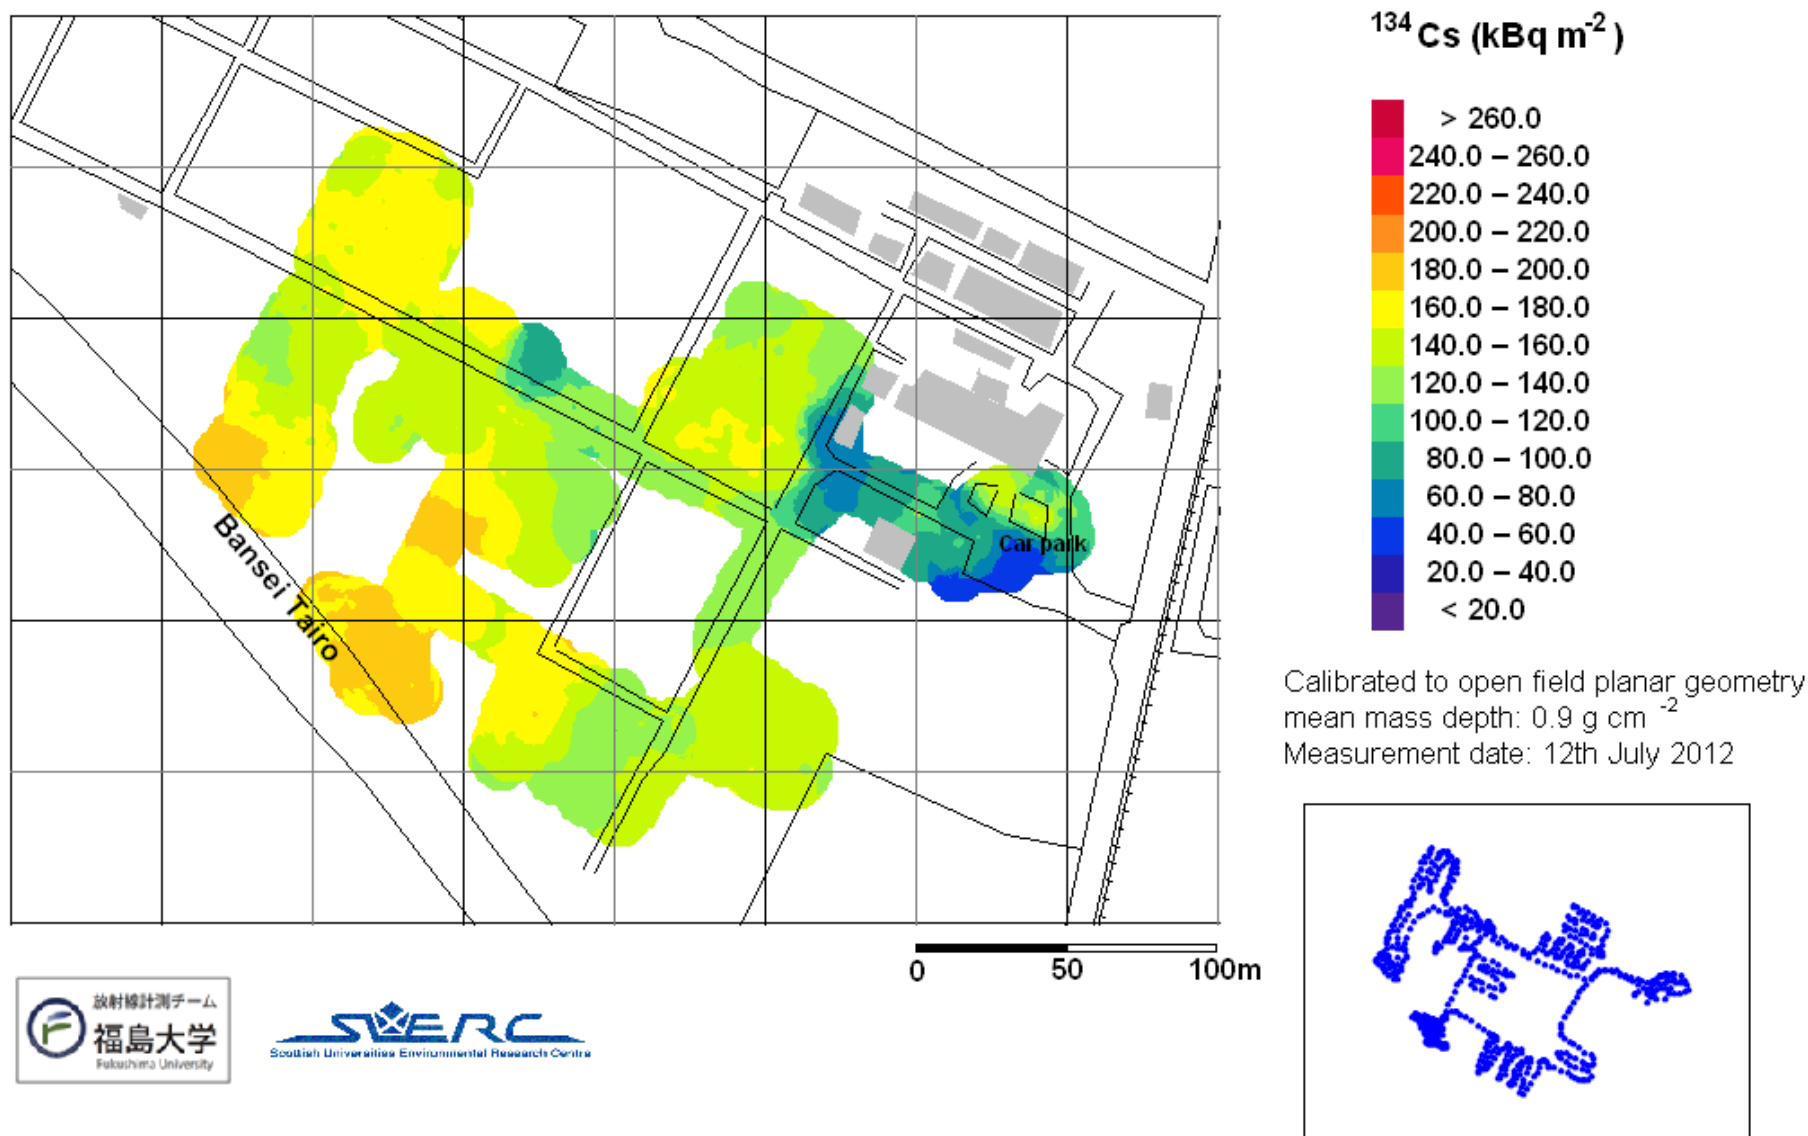 ¹³⁴Cs (kBq m⁻²)
> 260.0
240.0 – 260.0
220.0 – 240.0
200.0 – 220.0
180.0 – 200.0
160.0 – 180.0
140.0 – 160.0
120.0 – 140.0
100.0 – 120.0
80.0 – 100.0
60.0 – 80.0
40.0 – 60.0
20.0 – 40.0
< 20.0
Car park
Bansei Tairo
Calibrated to open field planar geometry
mean mass depth: 0.9 g cm⁻²
Measurement date: 12th July 2012
0 50 100m
放射線計測チーム
福島大学
Fukushima University
SUERC
Scottish Universities Environmental Research Centre